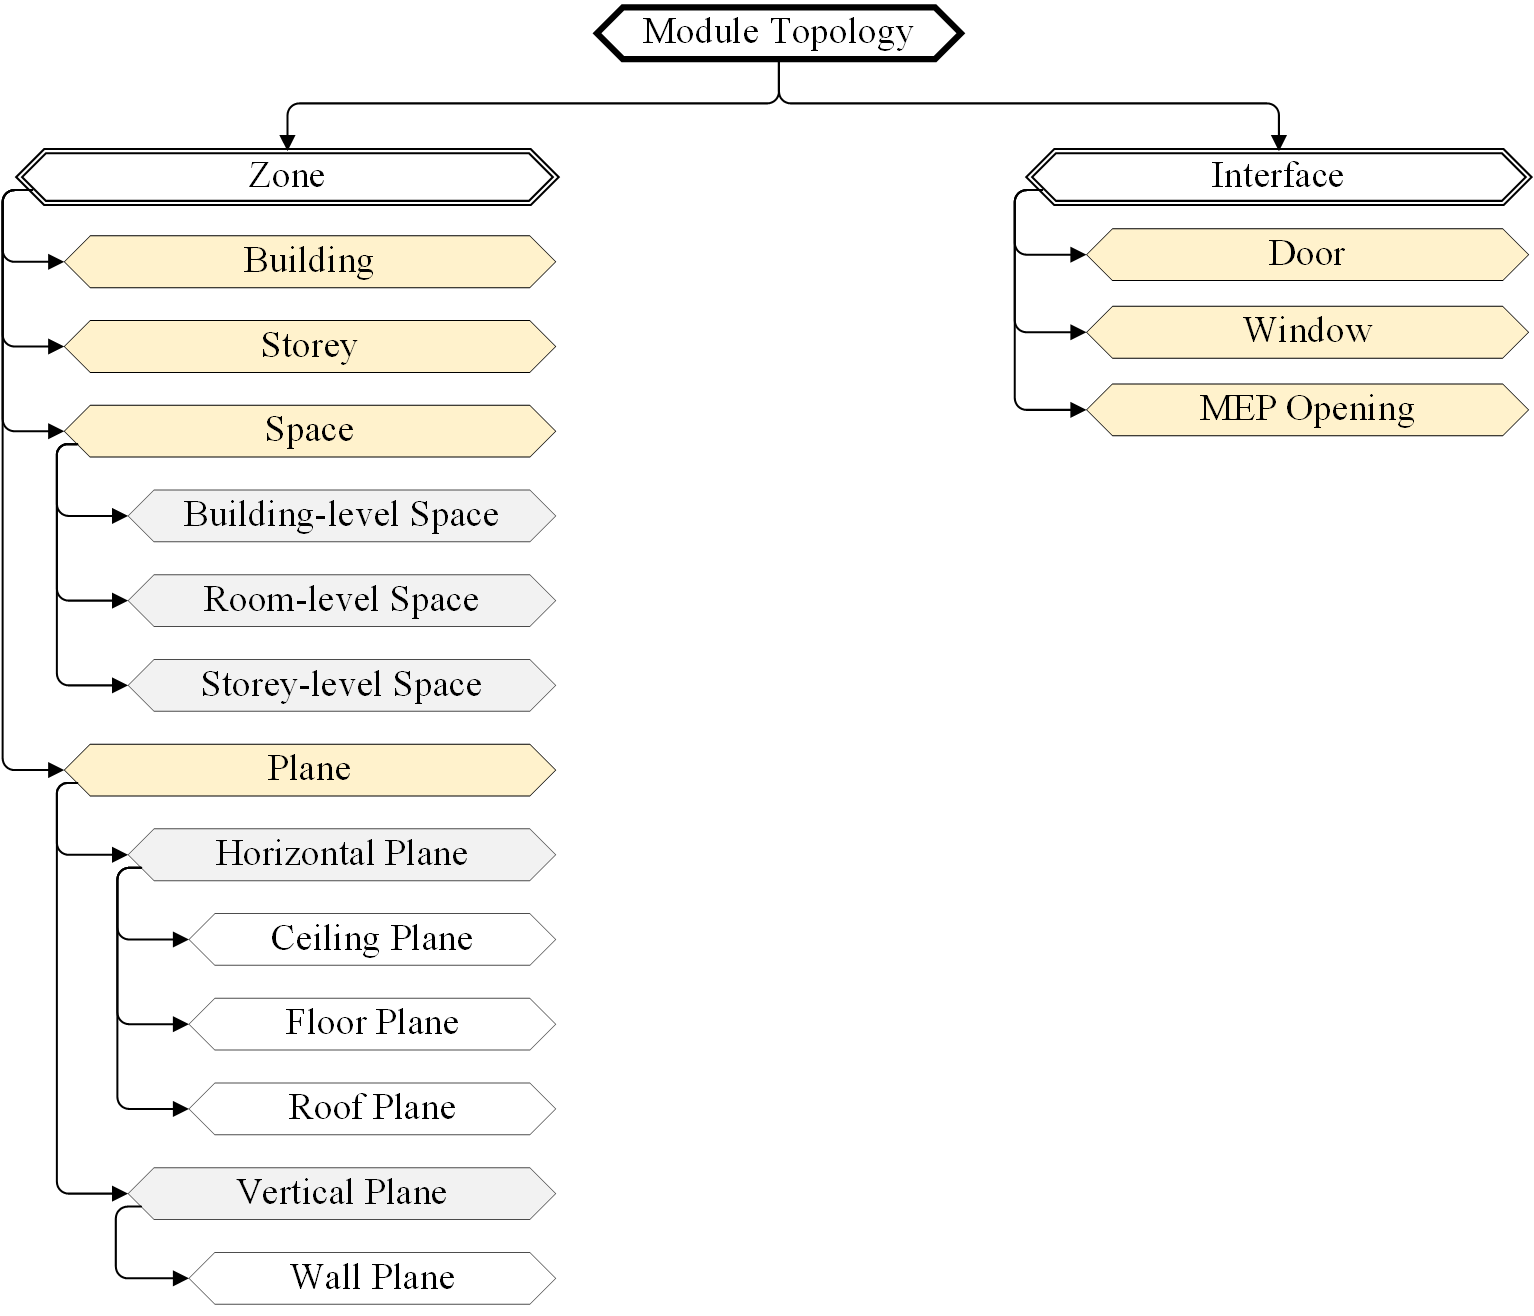 Module Topology
Zone
Building
Storey
Space
Building-level Space
Room-level Space
Storey-level Space
Plane
Horizontal Plane
Ceiling Plane
Floor Plane
Roof Plane
Vertical Plane
Wall Plane
Interface
Door
Window
MEP Opening